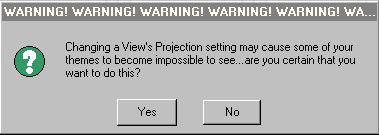 WARNING! WARNING! WARNING! WARNING! WARNING! WA...
Changing a View's Projection setting may cause some of your
themes to become impossible to see...are you certain that you
want to do this?
Yes
No